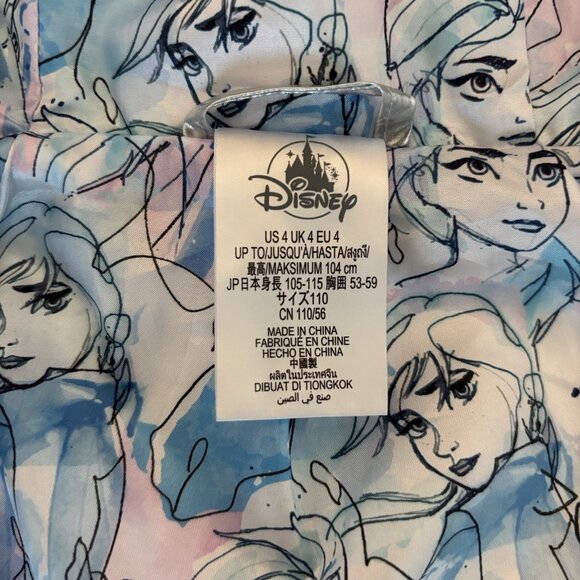 DISNEY
US 4 UK 4 EU 4
UP TO/JUSQU'À/HASTA/สูงถึง/
最高/MAKSIMUM 104 cm
JP日本身長 105-115 胸囲 53-59
サイズ110
CN 110/56
MADE IN CHINA
FABRIQUÉ EN CHINE
HECHO EN CHINA
中國製
ผลิตในประเทศจีน
DIBUAT DI TIONGKOK
صنع في الصين